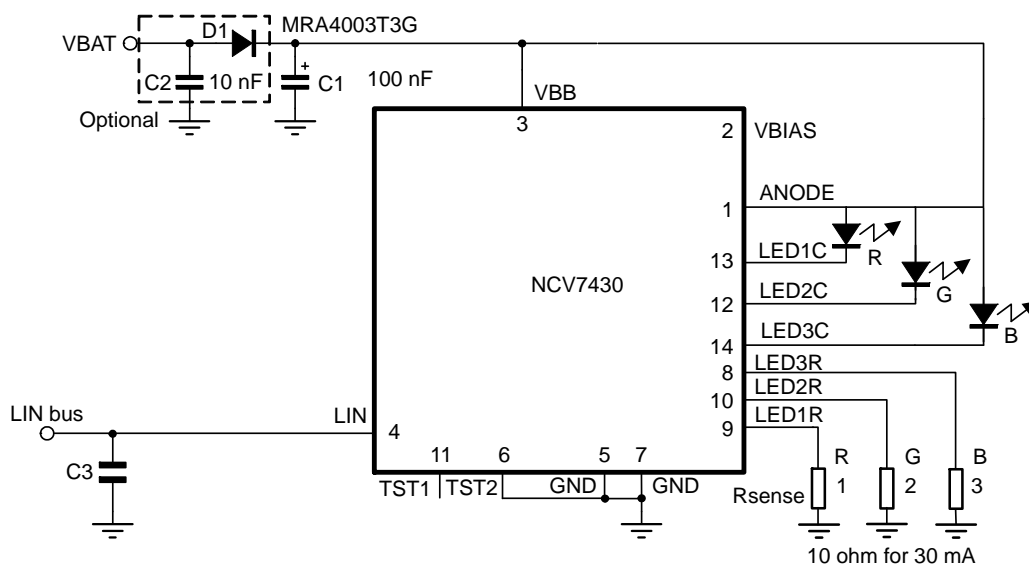 D1 MRA4003T3G
VBAT
C2 10 nF + C1 100 nF
Optional
VBB
3
2 VBIAS
ANODE
1
LED1C
13 R
NCV7430
LED2C G
12
LED3C B
14
LED3R
8
LED2R
10
LED1R
9
LIN bus LIN
4
C3
11 6 5 7
TST1 TST2 GND GND
R G B
Rsense 1 2 3
10 ohm for 30 mA